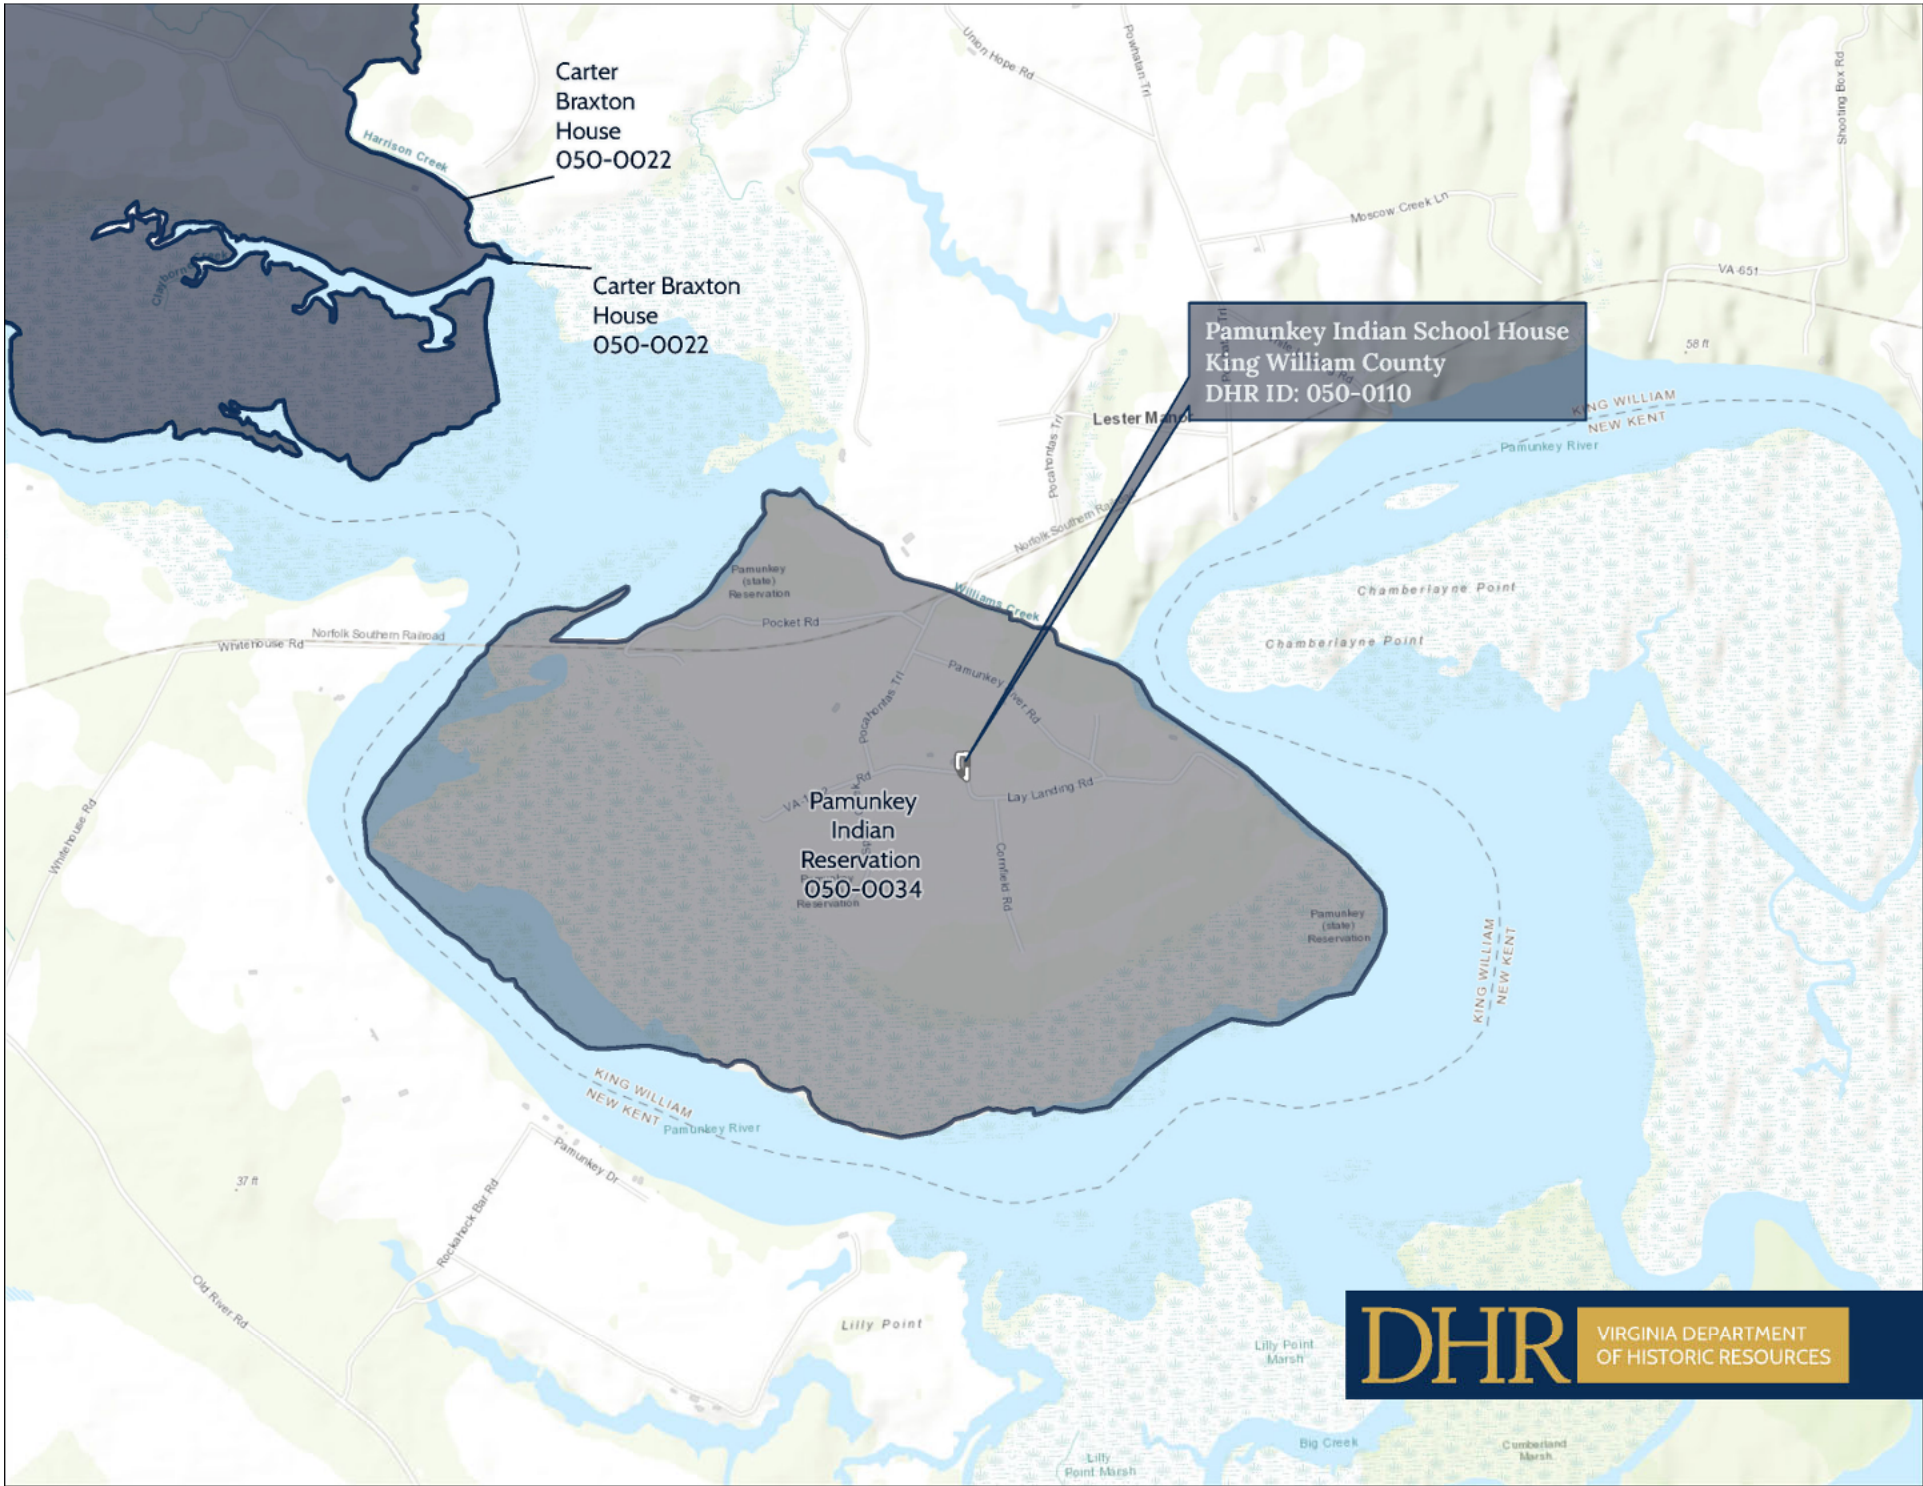 Carter
Braxton
House
050-0022
Harrison Creek
Union Hope Rd
Powhatan Trl
Shooting Box Rd
Moscow Creek Ln
VA-651
Carter Braxton
House
050-0022
Pamunkey Indian School House
King William County
DHR ID: 050-0110
58 ft
KING WILLIAM
NEW KENT
Pamunkey River
Lester Manor
Pocahontas Trl
Norfolk Southern Railroad
Pamunkey
(state)
Reservation
Williams Creek
Chamberlayne Point
Chamberlayne Point
Pocket Rd
Norfolk Southern Railroad
Whitehouse Rd
Pamunkey River Rd
Pocahontas Trl
Whitehouse Rd
Lay Landing Rd
Pamunkey
Indian
Reservation
050-0034
Reservation
Cornfield Rd
Pamunkey
(state)
Reservation
KING WILLIAM
NEW KENT
KING WILLIAM
NEW KENT
Pamunkey River
Pamunkey Dr
37 ft
Rockahock Bar Rd
Old River Rd
Lilly Point
Lilly Point
Marsh
DHR
VIRGINIA DEPARTMENT
OF HISTORIC RESOURCES
Big Creek
Cumberland
Marsh
Lilly
Point Marsh